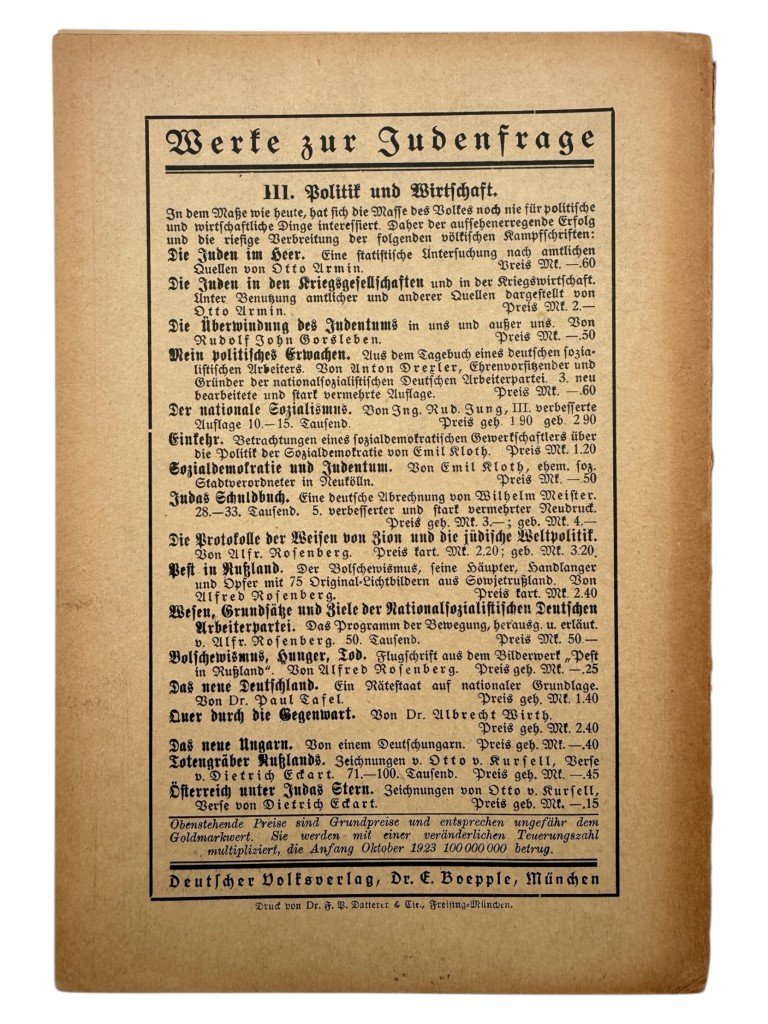 Werke zur Judenfrage
III. Politik und Wirtschaft.
In dem Maße wie heute, hat sich die Masse des Volkes noch nie für politische
und wirtschaftliche Dinge interessiert. Daher der aufsehenerregende Erfolg
und die riesige Verbreitung der folgenden völkischen Kampfschriften:
Die Juden im Heer. Eine statistische Untersuchung nach amtlichen
Quellen von Otto Armin. Preis Mk. —.60
Die Juden in den Kriegsgesellschaften und in der Kriegswirtschaft.
Unter Benutzung amtlicher und anderer Quellen dargestellt von
Otto Armin. Preis Mk. 2.—
Die Überwindung des Judentums in uns und außer uns. Von
Rudolf John Gorsleben. Preis Mk. —.50
Mein politisches Erwachen. Aus dem Tagebuch eines deutschen sozia-
listischen Arbeiters. Von Anton Drexler, Ehrenvorsitzender und
Gründer der nationalsozialistischen Deutschen Arbeiterpartei. 3. neu
bearbeitete und stark vermehrte Auflage. Preis Mk. —.60
Der nationale Sozialismus. Von Ing. Rud. Jung, III. verbesserte
Auflage 10.—15. Tausend. Preis geh. 1 90 geb. 2 90
Einkehr. Betrachtungen eines sozialdemokratischen Gewerkschaftlers über
die Politik der Sozialdemokratie von Emil Kloth. Preis Mk. 1.20
Sozialdemokratie und Judentum. Von Emil Kloth, ehem. soz.
Stadtverordneter in Neukölln. Preis Mk. —50
Judas Schuldbuch. Eine deutsche Abrechnung von Wilhelm Meister.
28.—33. Tausend. 5. verbesserter und stark vermehrter Neudruck.
Preis geh. Mk. 3.—; geb. Mk. 4.—
Die Protokolle der Weisen von Zion und die jüdische Weltpolitik.
Von Alfr. Rosenberg. Preis kart. Mk. 2.20; geb. Mk. 3.20.
Pest in Rußland. Der Bolschewismus, seine Häupter, Handlanger
und Opfer mit 75 Original-Lichtbildern aus Sowjetrußland. Von
Alfred Rosenberg. Preis kart. Mk. 2.40
Wesen, Grundsätze und Ziele der Nationalsozialistischen Deutschen
Arbeiterpartei. Das Programm der Bewegung, herausg. u. erläut.
v. Alfr. Rosenberg. 50. Tausend. Preis Mk. 50.—
Bolschewismus, Hunger, Tod. Flugschrift aus dem Bilderwerk „Pest
in Rußland“. Von Alfred Rosenberg. Preis geh. Mk. —.25
Das neue Deutschland. Ein Rätestaat auf nationaler Grundlage.
Von Dr. Paul Tafel. Preis geh. Mk. 1.40
Quer durch die Gegenwart. Von Dr. Albrecht Wirth.
Preis geh. Mk. 2.40
Das neue Ungarn. Von einem Deutschungarn. Preis geh. Mk. —.40
Totengräber Rußlands. Zeichnungen v. Otto v. Kursell, Verse
v. Dietrich Eckart. 71.—100. Tausend. Preis geh. Mk. —.45
Österreich unter Judas Stern. Zeichnungen von Otto v. Kursell,
Verse von Dietrich Eckart. Preis geh. Mk. —.15
Obenstehende Preise sind Grundpreise und entsprechen ungefähr dem
Goldmarkwert. Sie werden mit einer veränderlichen Teuerungszahl
multipliziert, die Anfang Oktober 1923 100 000 000 betrug.
Deutscher Volksverlag, Dr. E. Boepple, München
Druck von Dr. F. P. Datterer & Cie., Freising-München.